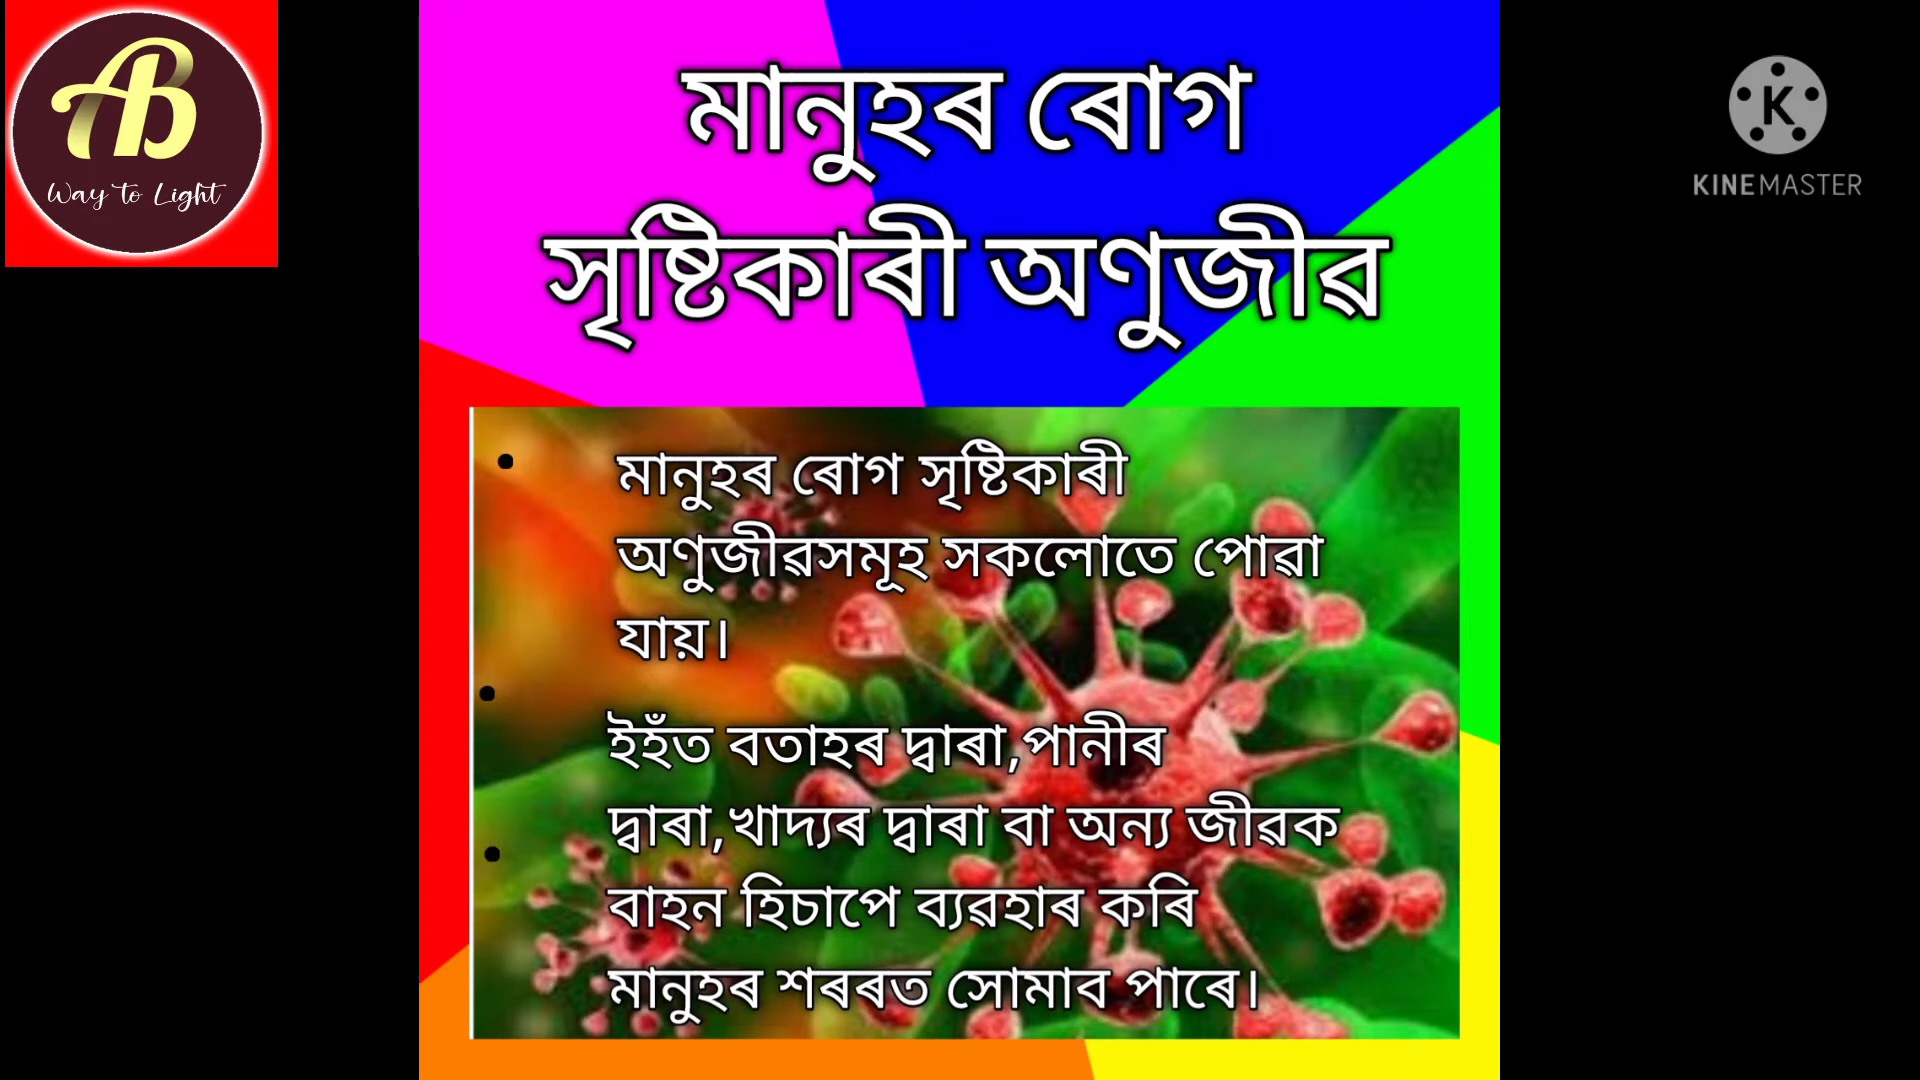 AB
Way to Light
K
KINEMASTER
মানুহৰ ৰোগ
সৃষ্টিকাৰী অণুজীৱ
• মানুহৰ ৰোগ সৃষ্টিকাৰী
অণুজীৱসমূহ সকলোতে পোৱা
যায়।
• ইহঁত বতাহৰ দ্বাৰা,পানীৰ
দ্বাৰা,খাদ্যৰ দ্বাৰা বা অন্য জীৱক
• বাহন হিচাপে ব্যৱহাৰ কৰি
মানুহৰ শৰৰত সোমাব পাৰে।